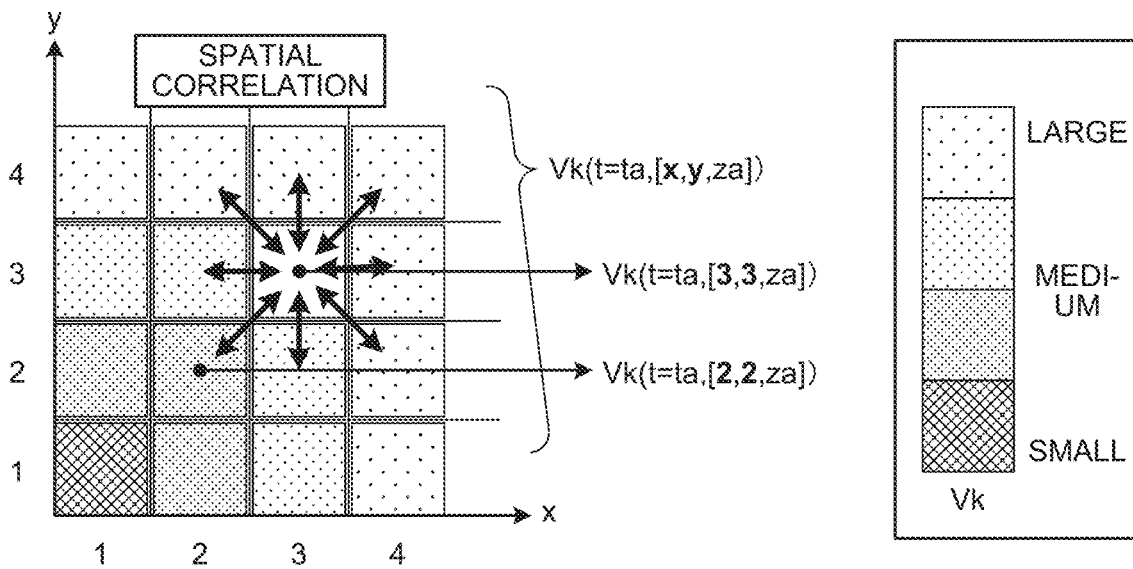 y
SPATIAL
CORRELATION
4
3
2
1
Vk(t=ta,[x,y,za])
Vk(t=ta,[3,3,za])
Vk(t=ta,[2,2,za])
x
1 2 3 4
LARGE
MEDI-
UM
SMALL
Vk